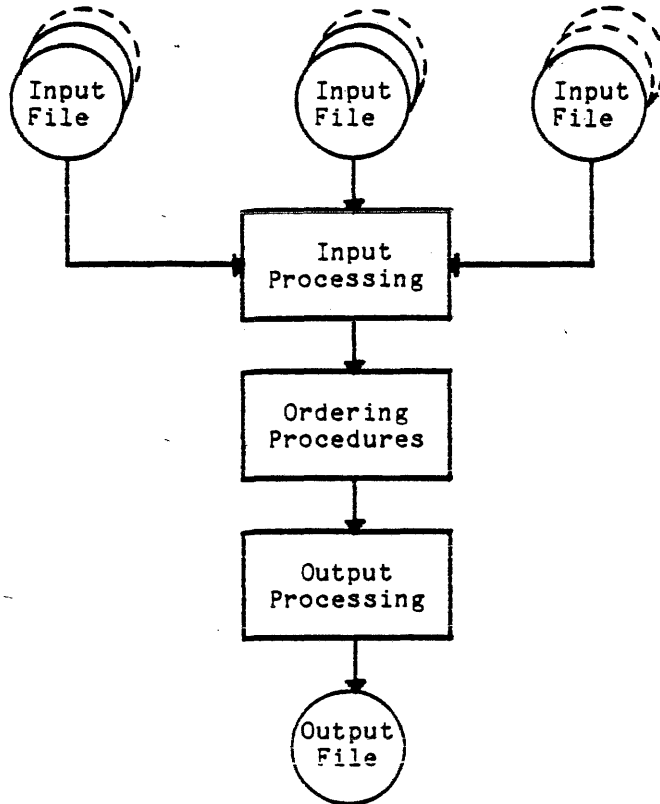 Input
File
Input
File
Input
File
Input
Processing
Ordering
Procedures
Output
Processing
Output
File